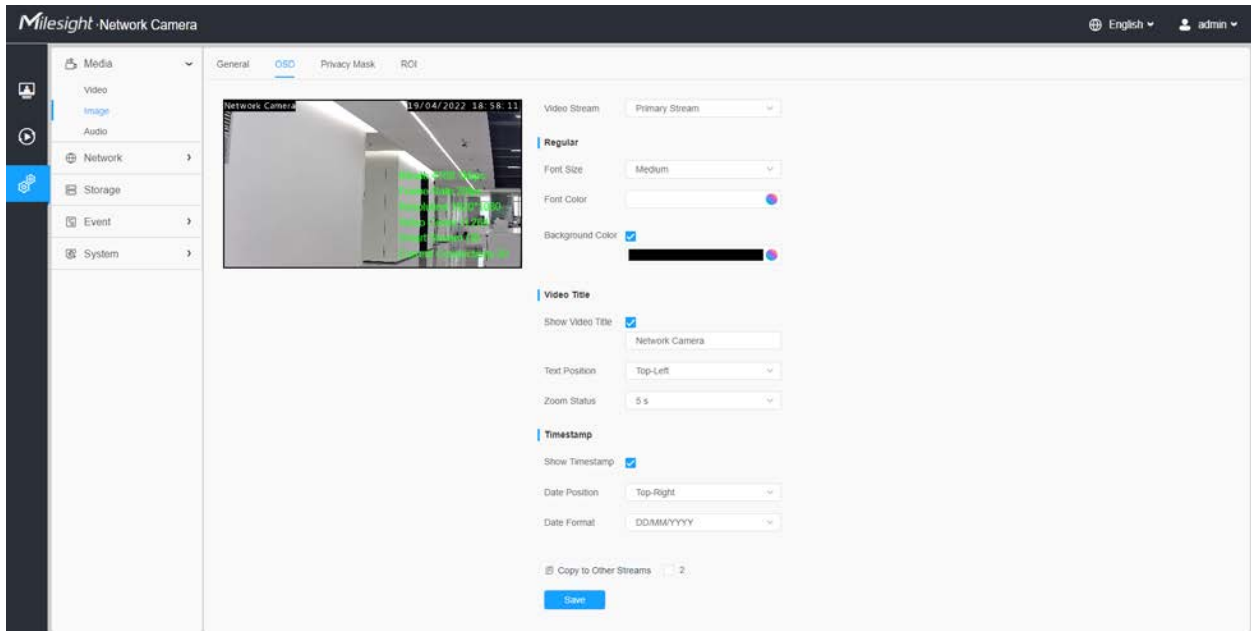 Milesight · Network Camera
English
admin
Media
Video
Image
Audio
Network
Storage
Event
System
General OSD Privacy Mask ROI
Network Camera 19/04/2022 18:58:11
Video Stream Primary Stream
Regular
Font Size Medium
Font Color
Background Color
Video Title
Show Video Title
Network Camera
Text Position Top-Left
Zoom Status 5 s
Timestamp
Show Timestamp
Date Position Top-Right
Date Format DD/MM/YYYY
Copy to Other Streams 2
Save